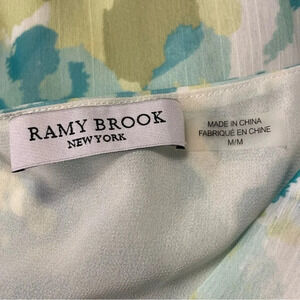 RAMY BROOK
NEW YORK
MADE IN CHINA
FABRIQUÉ EN CHINE
M/M